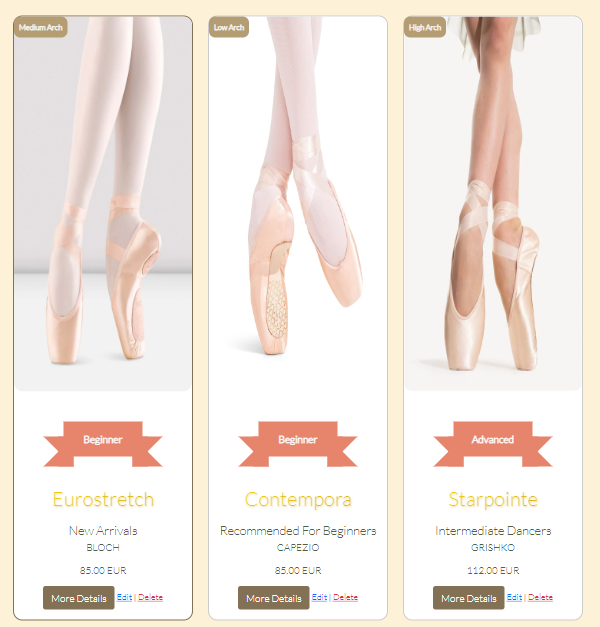 Medium Arch
Beginner
Eurostretch
New Arrivals
BLOCH
85.00 EUR
More Details Edit | Delete
Low Arch
Beginner
Contempora
Recommended For Beginners
CAPEZIO
85.00 EUR
More Details Edit | Delete
High Arch
Advanced
Starpointe
Intermediate Dancers
GRISHKO
112.00 EUR
More Details Edit | Delete